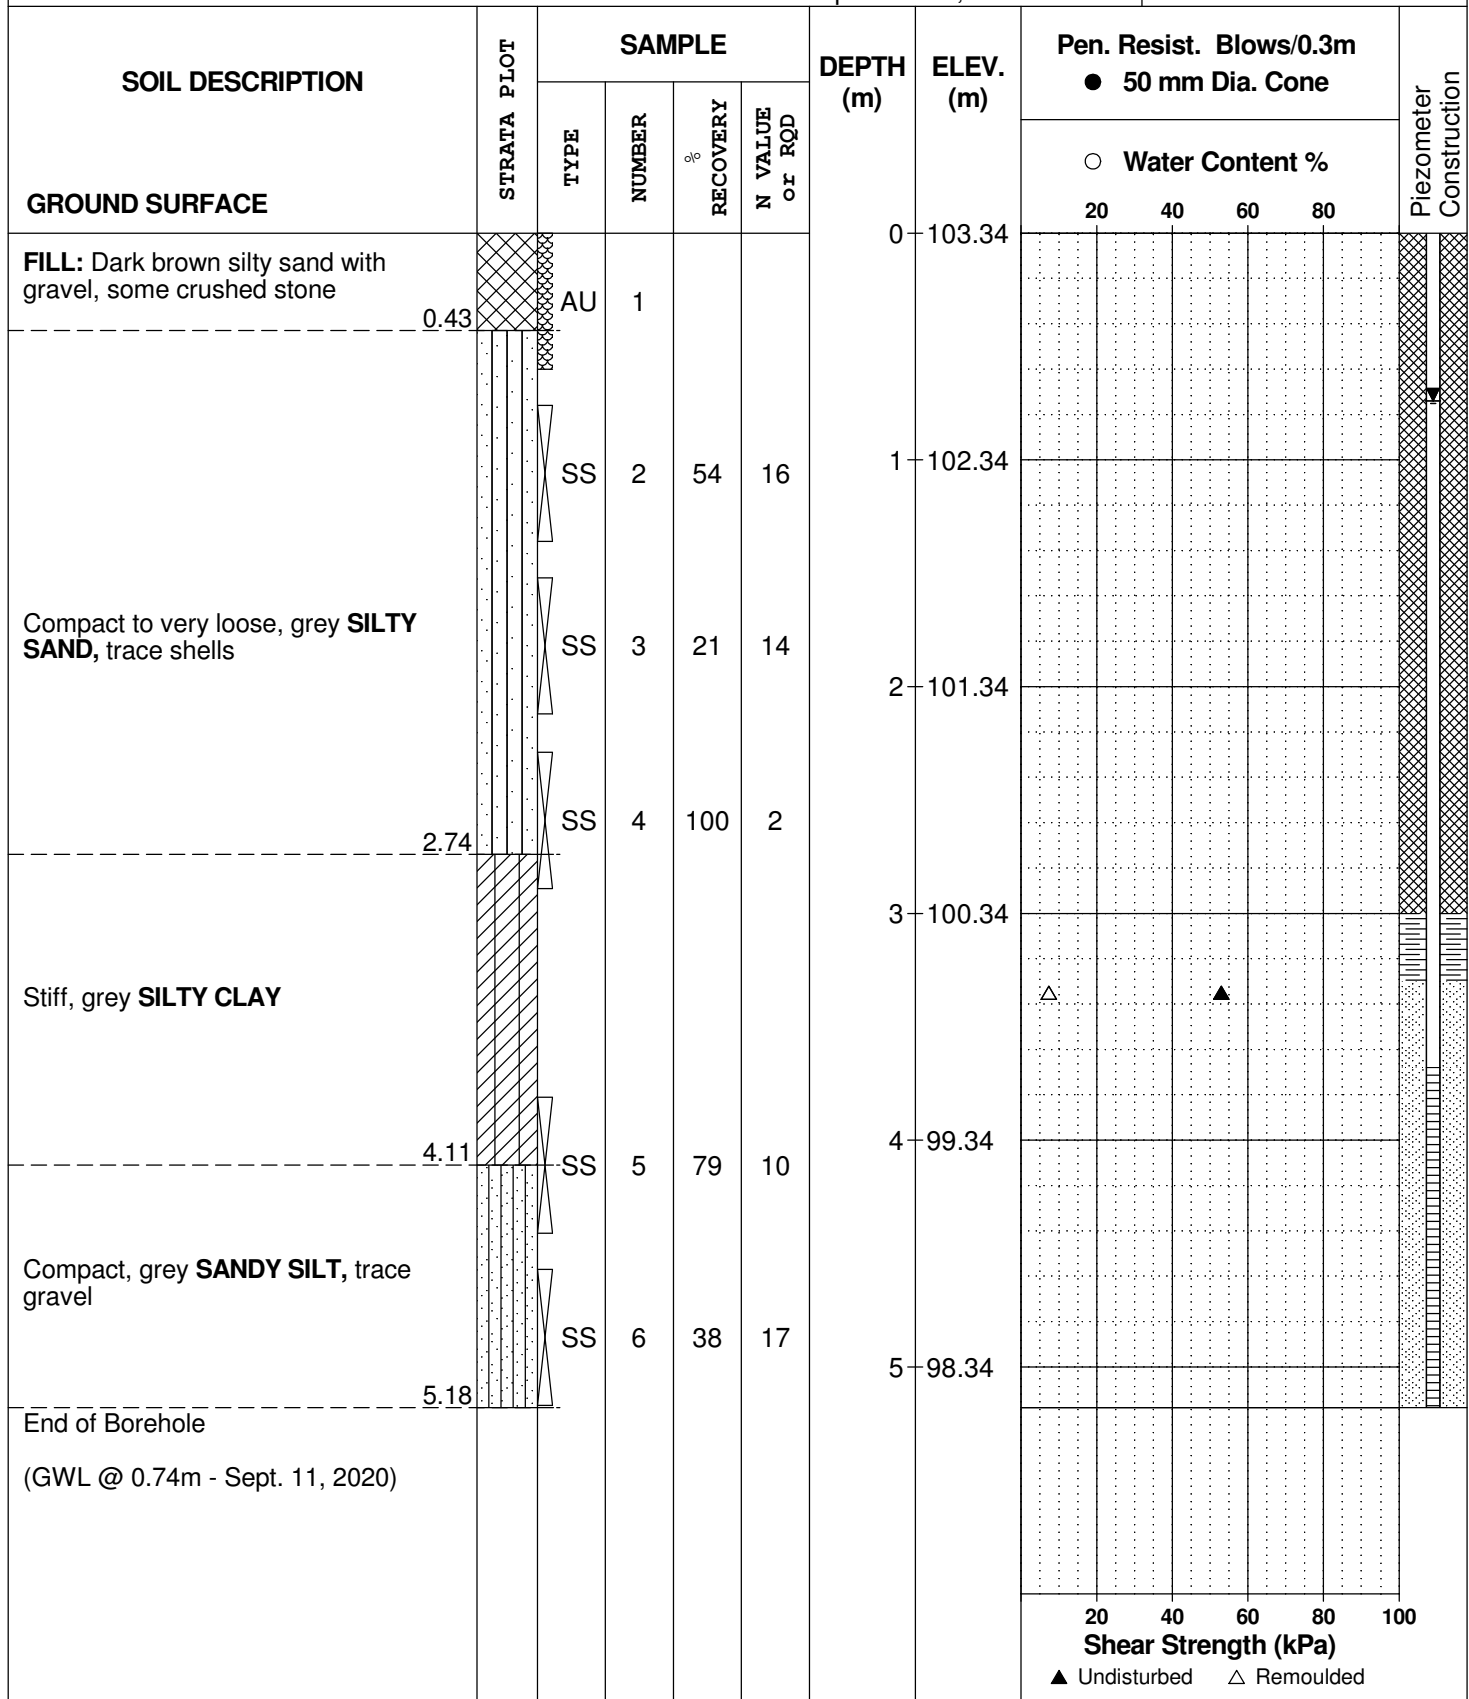 SOIL DESCRIPTION
GROUND SURFACE
STRATA PLOT
SAMPLE
TYPE
NUMBER
% RECOVERY
N VALUE or RQD
DEPTH (m)
ELEV. (m)
Pen. Resist. Blows/0.3m
● 50 mm Dia. Cone
○ Water Content %
20 40 60 80
Piezometer Construction
0 103.34
FILL: Dark brown silty sand with
gravel, some crushed stone
0.43
AU 1
SS 2 54 16
1 102.34
Compact to very loose, grey SILTY
SAND, trace shells
SS 3 21 14
2 101.34
SS 4 100 2
2.74
3 100.34
Stiff, grey SILTY CLAY
4 99.34
4.11
SS 5 79 10
Compact, grey SANDY SILT, trace
gravel
SS 6 38 17
5 98.34
5.18
End of Borehole
(GWL @ 0.74m - Sept. 11, 2020)
20 40 60 80 100
Shear Strength (kPa)
▲ Undisturbed △ Remoulded